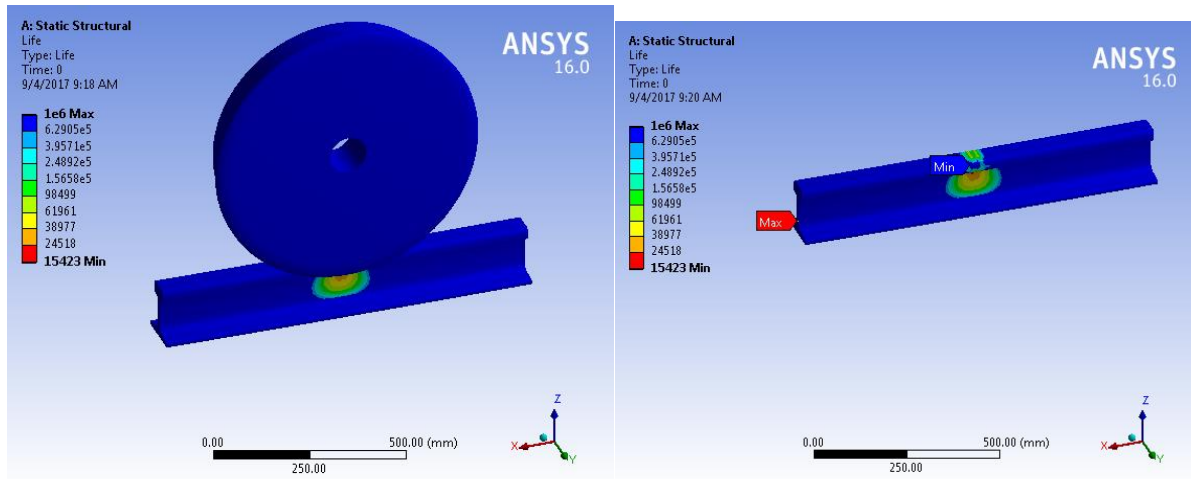 A: Static Structural
Life
Type: Life
Time: 0
9/4/2017 9:18 AM
ANSYS
16.0
1e6 Max
6.2905e5
3.9571e5
2.4892e5
1.5658e5
98499
61961
38977
24518
15423 Min
0.00
500.00 (mm)
250.00
Z
X
Y
A: Static Structural
Life
Type: Life
Time: 0
9/4/2017 9:20 AM
ANSYS
16.0
1e6 Max
6.2905e5
3.9571e5
2.4892e5
1.5658e5
98499
61961
38977
24518
15423 Min
Min
Max
0.00
500.00 (mm)
250.00
Z
X
Y